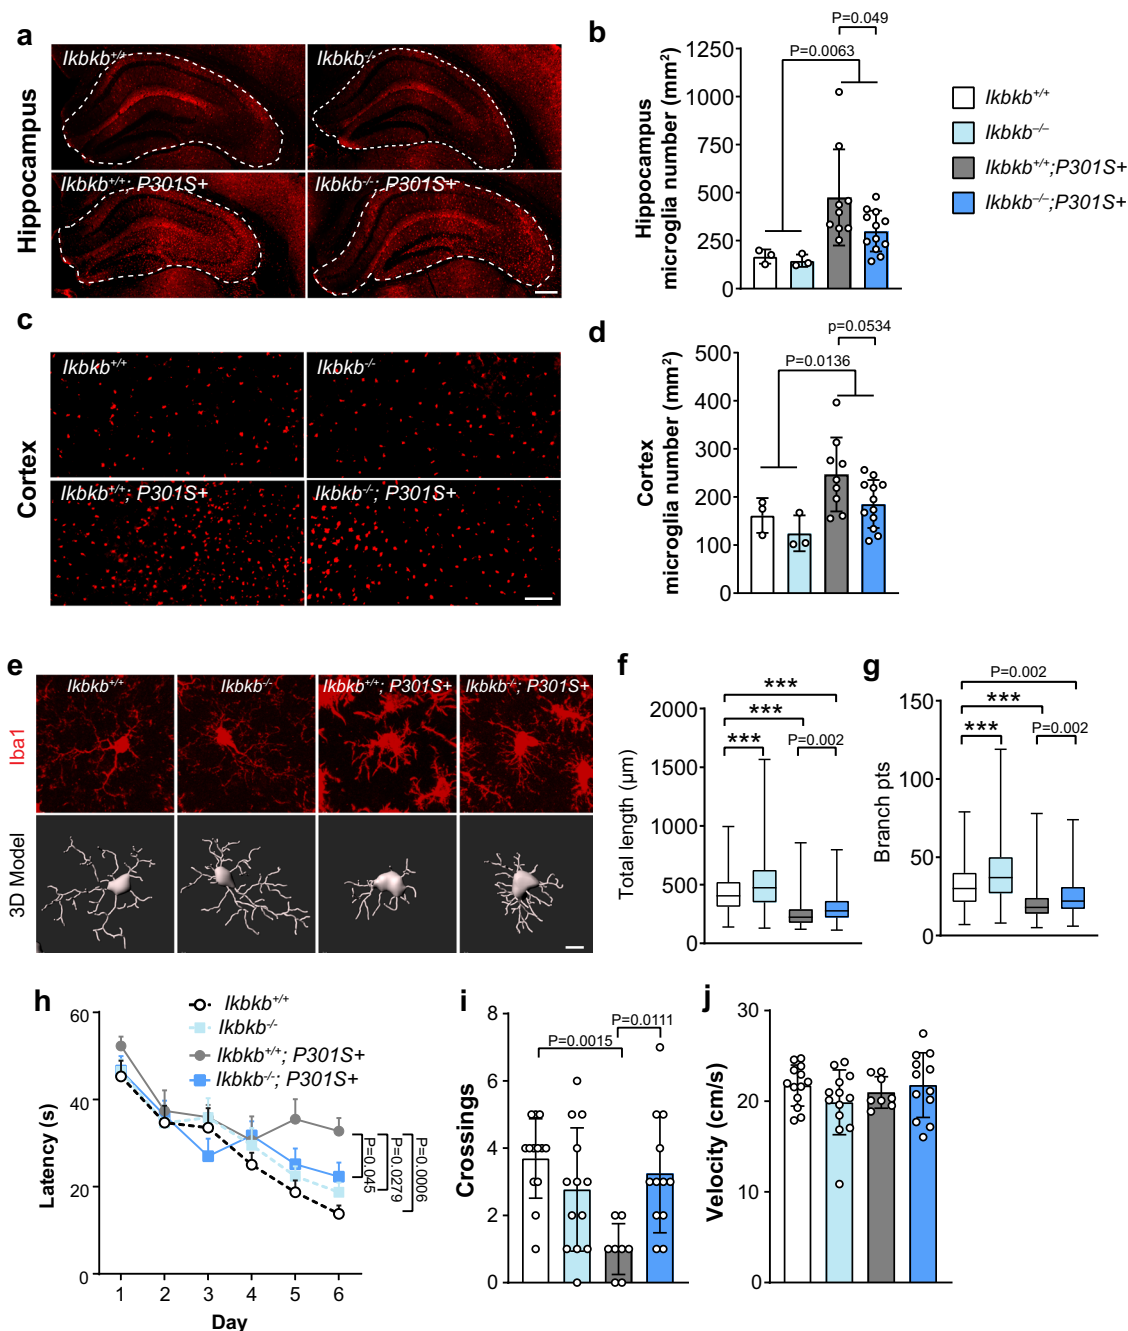 a
Hippocampus
Ikbkb+/+
Ikbkb-/-
Ikbkb+/+; P301S+
Ikbkb-/-; P301S+
b
Hippocampus
microglia number (mm2)
1250
1000
750
500
250
0
P=0.0063
P=0.049
Ikbkb+/+
Ikbkb–/–
Ikbkb+/+;P301S+
Ikbkb–/–;P301S+
c
Cortex
Ikbkb+/+
Ikbkb-/-
Ikbkb+/+; P301S+
Ikbkb-/-; P301S+
d
Cortex
microglia number (mm2)
500
400
300
200
100
0
P=0.0136
p=0.0534
e
Iba1
3D Model
Ikbkb+/+
Ikbkb-/-
Ikbkb+/+; P301S+
Ikbkb-/-; P301S+
f
Total length (µm)
2000
1500
1000
500
0
***
***
***
P=0.002
g
Branch pts
150
100
50
0
P=0.002
***
***
P=0.002
h
Latency (s)
60
40
20
0
1 2 3 4 5 6
Day
Ikbkb+/+
Ikbkb-/-
Ikbkb+/+; P301S+
Ikbkb-/-; P301S+
P=0.045
P=0.0279
P=0.0006
i
Crossings
8
6
4
2
0
P=0.0015
P=0.0111
j
Velocity (cm/s)
30
20
10
0